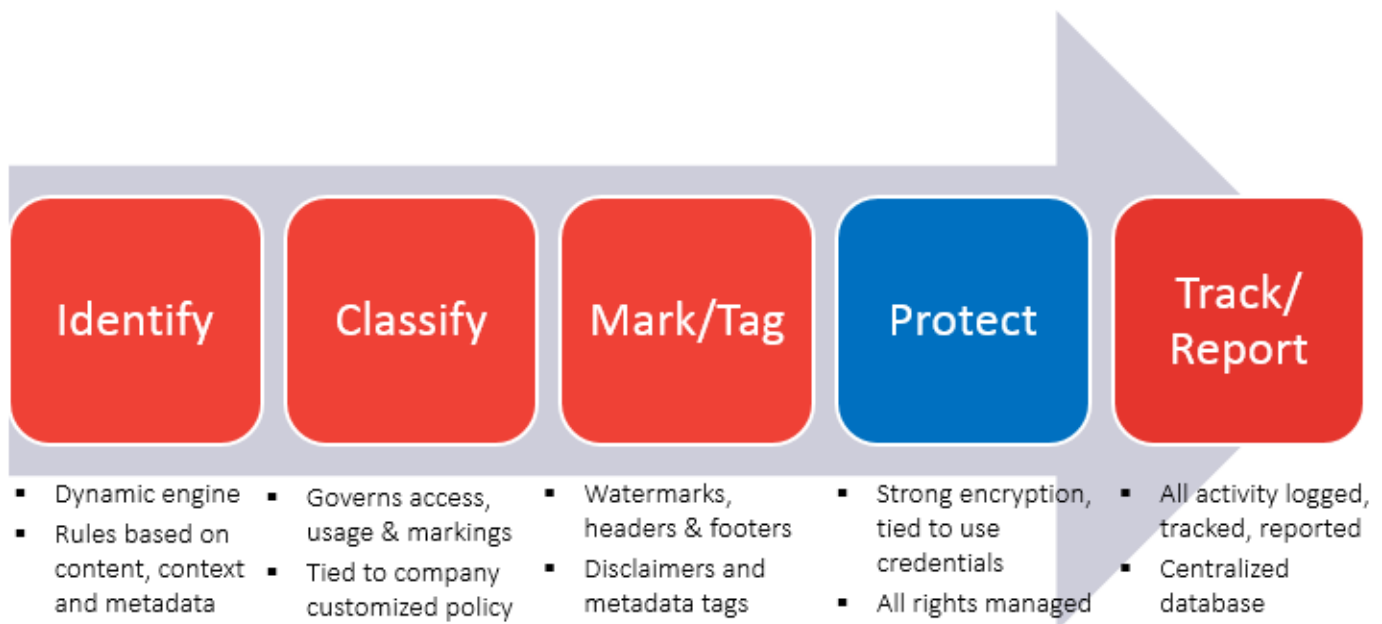 Identify
Classify
Mark/Tag
Protect
Track/
Report
▪ Dynamic engine
▪ Rules based on
content, context
and metadata
▪ Governs access,
usage & markings
▪ Tied to company
customized policy
▪ Watermarks,
headers & footers
▪ Disclaimers and
metadata tags
▪ Strong encryption,
tied to use
credentials
▪ All rights managed
▪ All activity logged,
tracked, reported
▪ Centralized
database